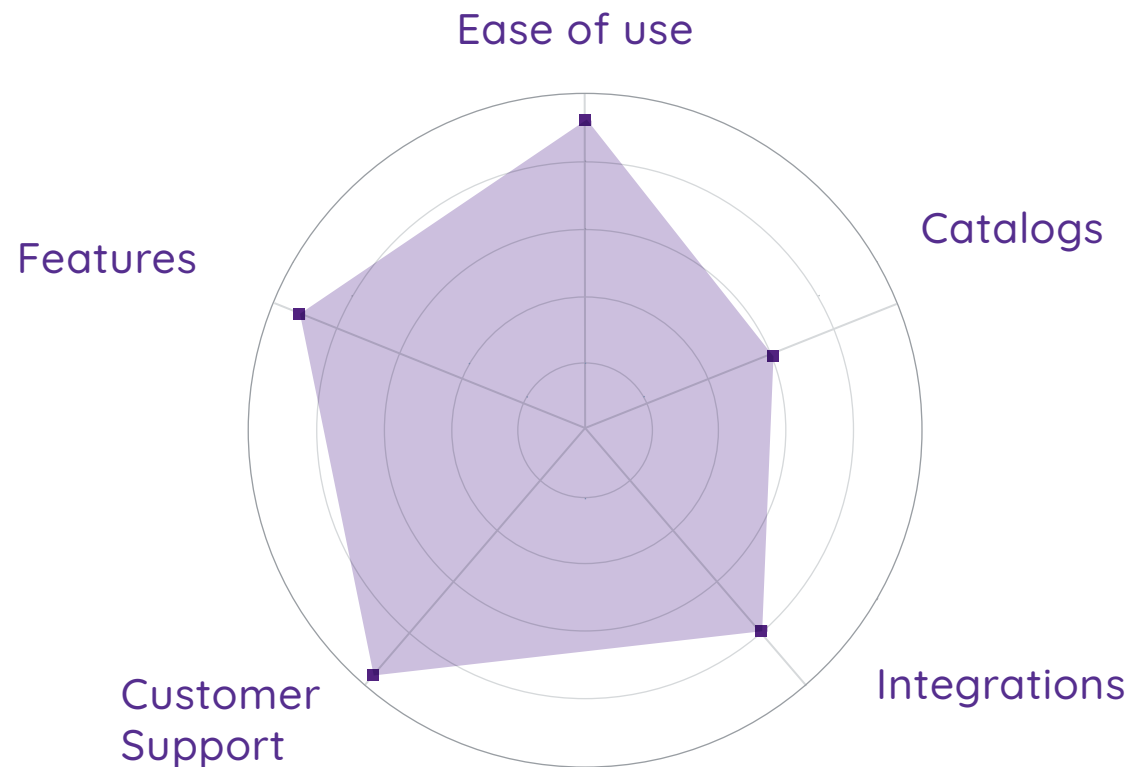 Ease of use
Catalogs
Features
Integrations
Customer
Support